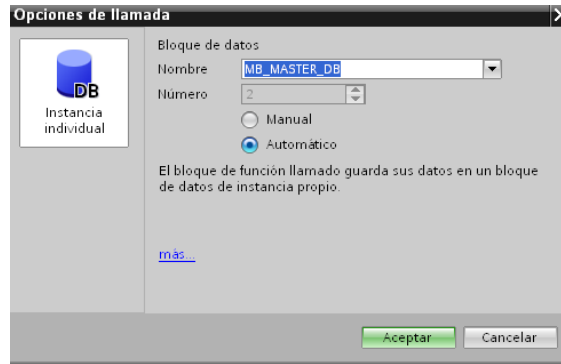 Opciones de llamada
DB
Instancia
individual
Bloque de datos
Nombre MB_MASTER_DB
Número 2
Manual
Automático
El bloque de función llamado guarda sus datos en un bloque
de datos de instancia propio.
más...
Aceptar Cancelar